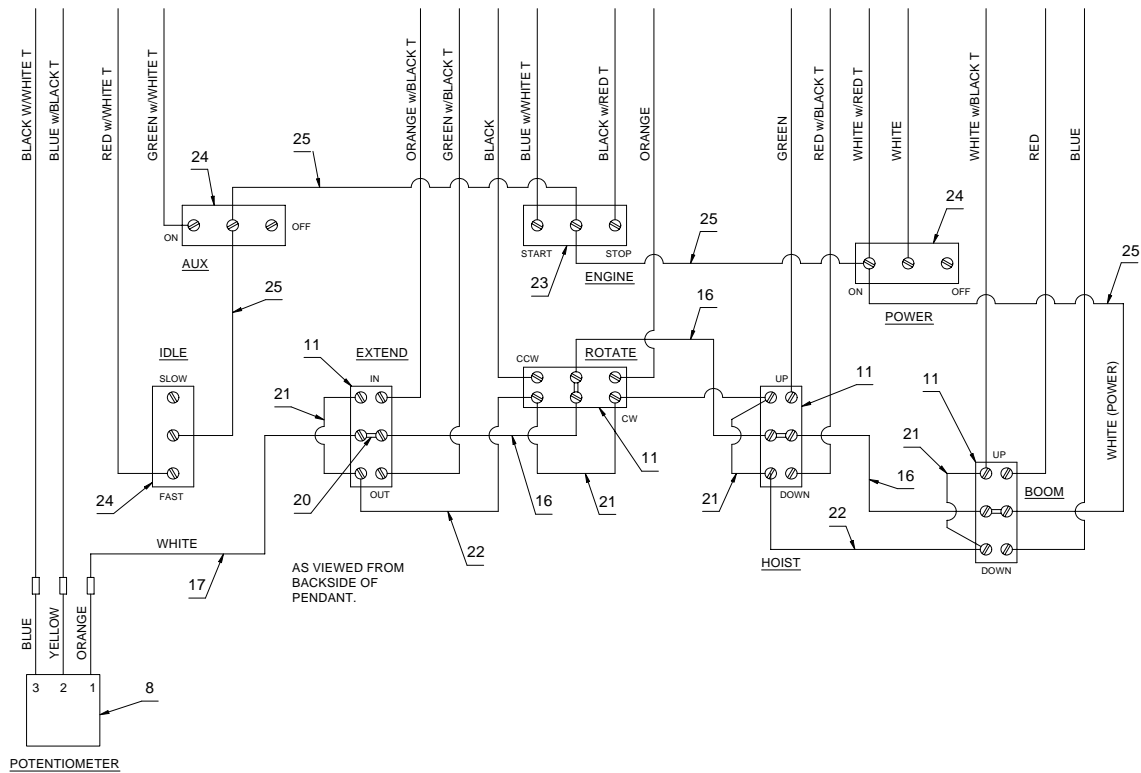 BLACK W/WHITE T
BLUE w/BLACK T
RED w/WHITE T
GREEN w/WHITE T
ORANGE w/BLACK T
GREEN w/BLACK T
BLACK
BLUE w/WHITE T
BLACK w/RED T
ORANGE
GREEN
RED w/BLACK T
WHITE w/RED T
WHITE
WHITE w/BLACK T
RED
BLUE
24
25
ON
OFF
AUX
START
STOP
23
ENGINE
25
24
ON
OFF
POWER
25
25
16
IDLE
SLOW
FAST
24
11
EXTEND
IN
21
OUT
20
22
CCW
ROTATE
CW
11
16
21
UP
11
21
DOWN
HOIST
11
21
UP
BOOM
16
22
DOWN
WHITE (POWER)
WHITE
17
AS VIEWED FROM
BACKSIDE OF
PENDANT.
BLUE
YELLOW
ORANGE
3 2 1
8
POTENTIOMETER